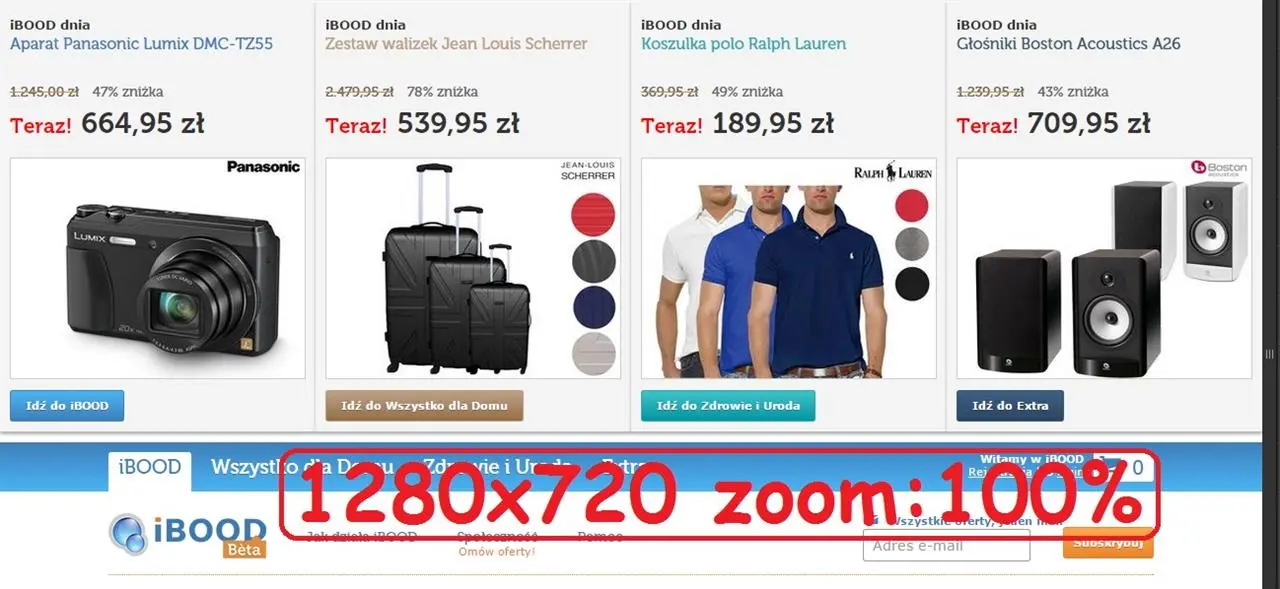 iBOOD dnia
Aparat Panasonic Lumix DMC-TZ55
1.245,00 zł 47% zniżka
Teraz! 664,95 zł
Panasonic
LUMIX
20x
Idź do iBOOD
iBOOD dnia
Zestaw walizek Jean Louis Scherrer
2.479,95 zł 78% zniżka
Teraz! 539,95 zł
JEAN-LOUIS
SCHERRER
Idź do Wszystko dla Domu
iBOOD dnia
Koszulka polo Ralph Lauren
369,95 zł 49% zniżka
Teraz! 189,95 zł
RALPH LAUREN
Idź do Zdrowie i Uroda
iBOOD dnia
Głośniki Boston Acoustics A26
1.239,95 zł 43% zniżka
Teraz! 709,95 zł
Boston
acoustics
Idź do Extra
iBOOD Wszystko dla Domu Zdrowie i Uroda Extra
Witamy w iBOOD
0
1280x720 zoom:100%
iBOOD
Bèta
Jak działa iBOOD Społeczność Pomoc
Omów oferty!
Wszystkie oferty, jeden mail
Adres e-mail
Subskrybuj